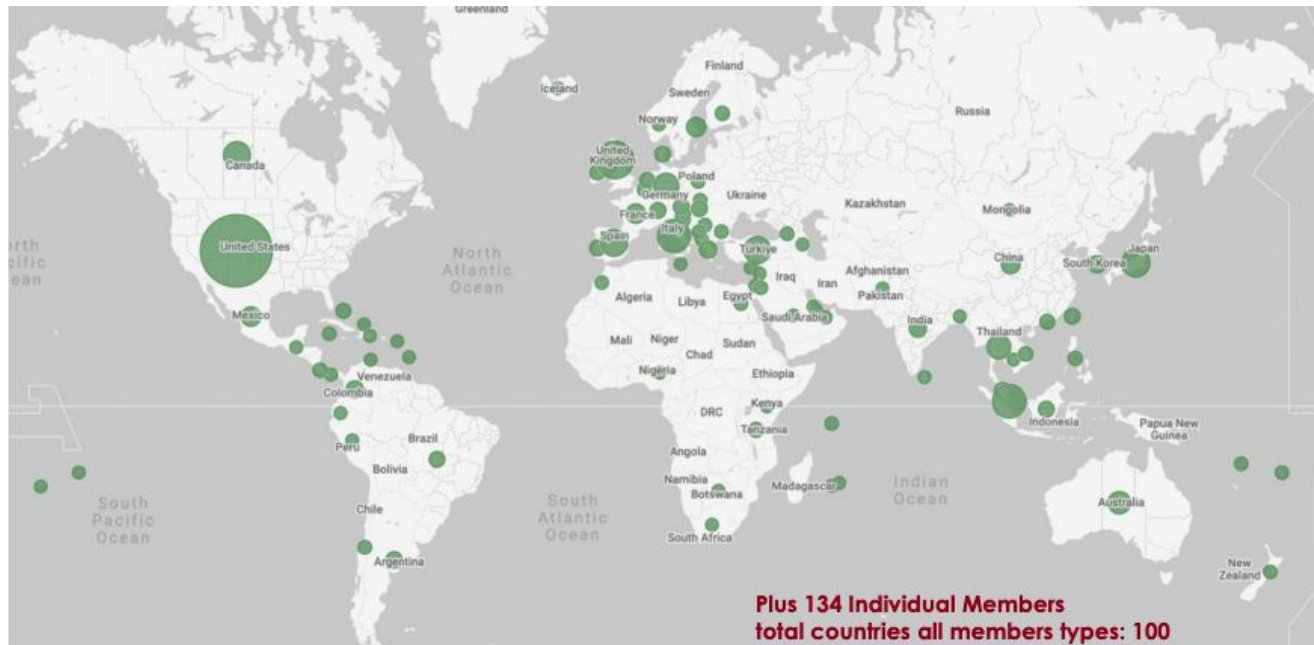 Greenland
Iceland
Finland
Sweden
Norway
Russia
Canada
United
Kingdom
Poland
Germany
Ukraine
Kazakhstan
Mongolia
France
Italy
Spain
Türkiye
United States
North
Atlantic
Ocean
China
South Korea
Japan
Afghanistan
Iraq
Iran
Pakistan
Algeria
Libya
Egypt
Saudi Arabia
India
Thailand
Mexico
Mali
Niger
Chad
Sudan
Nigeria
Ethiopia
Venezuela
Colombia
Kenya
DRC
Tanzania
Indonesia
Papua New
Guinea
Peru
Brazil
Bolivia
Angola
Namibia
Botswana
Madagascar
Indian
Ocean
Australia
South
Pacific
Ocean
Chile
South
Atlantic
Ocean
Argentina
South Africa
New
Zealand
Plus 134 Individual Members
total countries all members types: 100